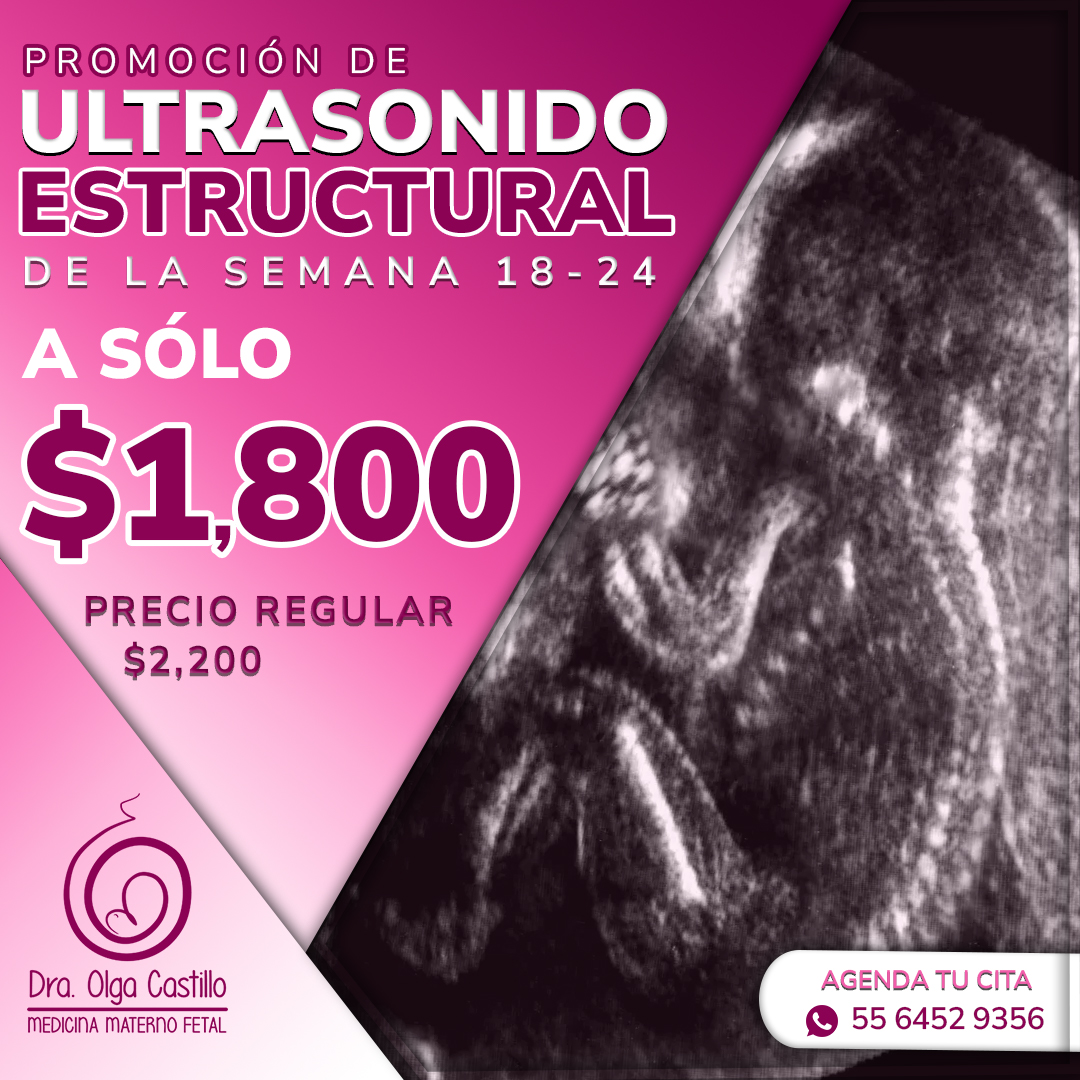 PROMOCIÓN DE
ULTRASONIDO
ESTRUCTURAL
DE LA SEMANA 18-24
A SÓLO
$1,800
PRECIO REGULAR
$2,200
Dra. Olga Castillo
MEDICINA MATERNO FETAL
AGENDA TU CITA
55 6452 9356